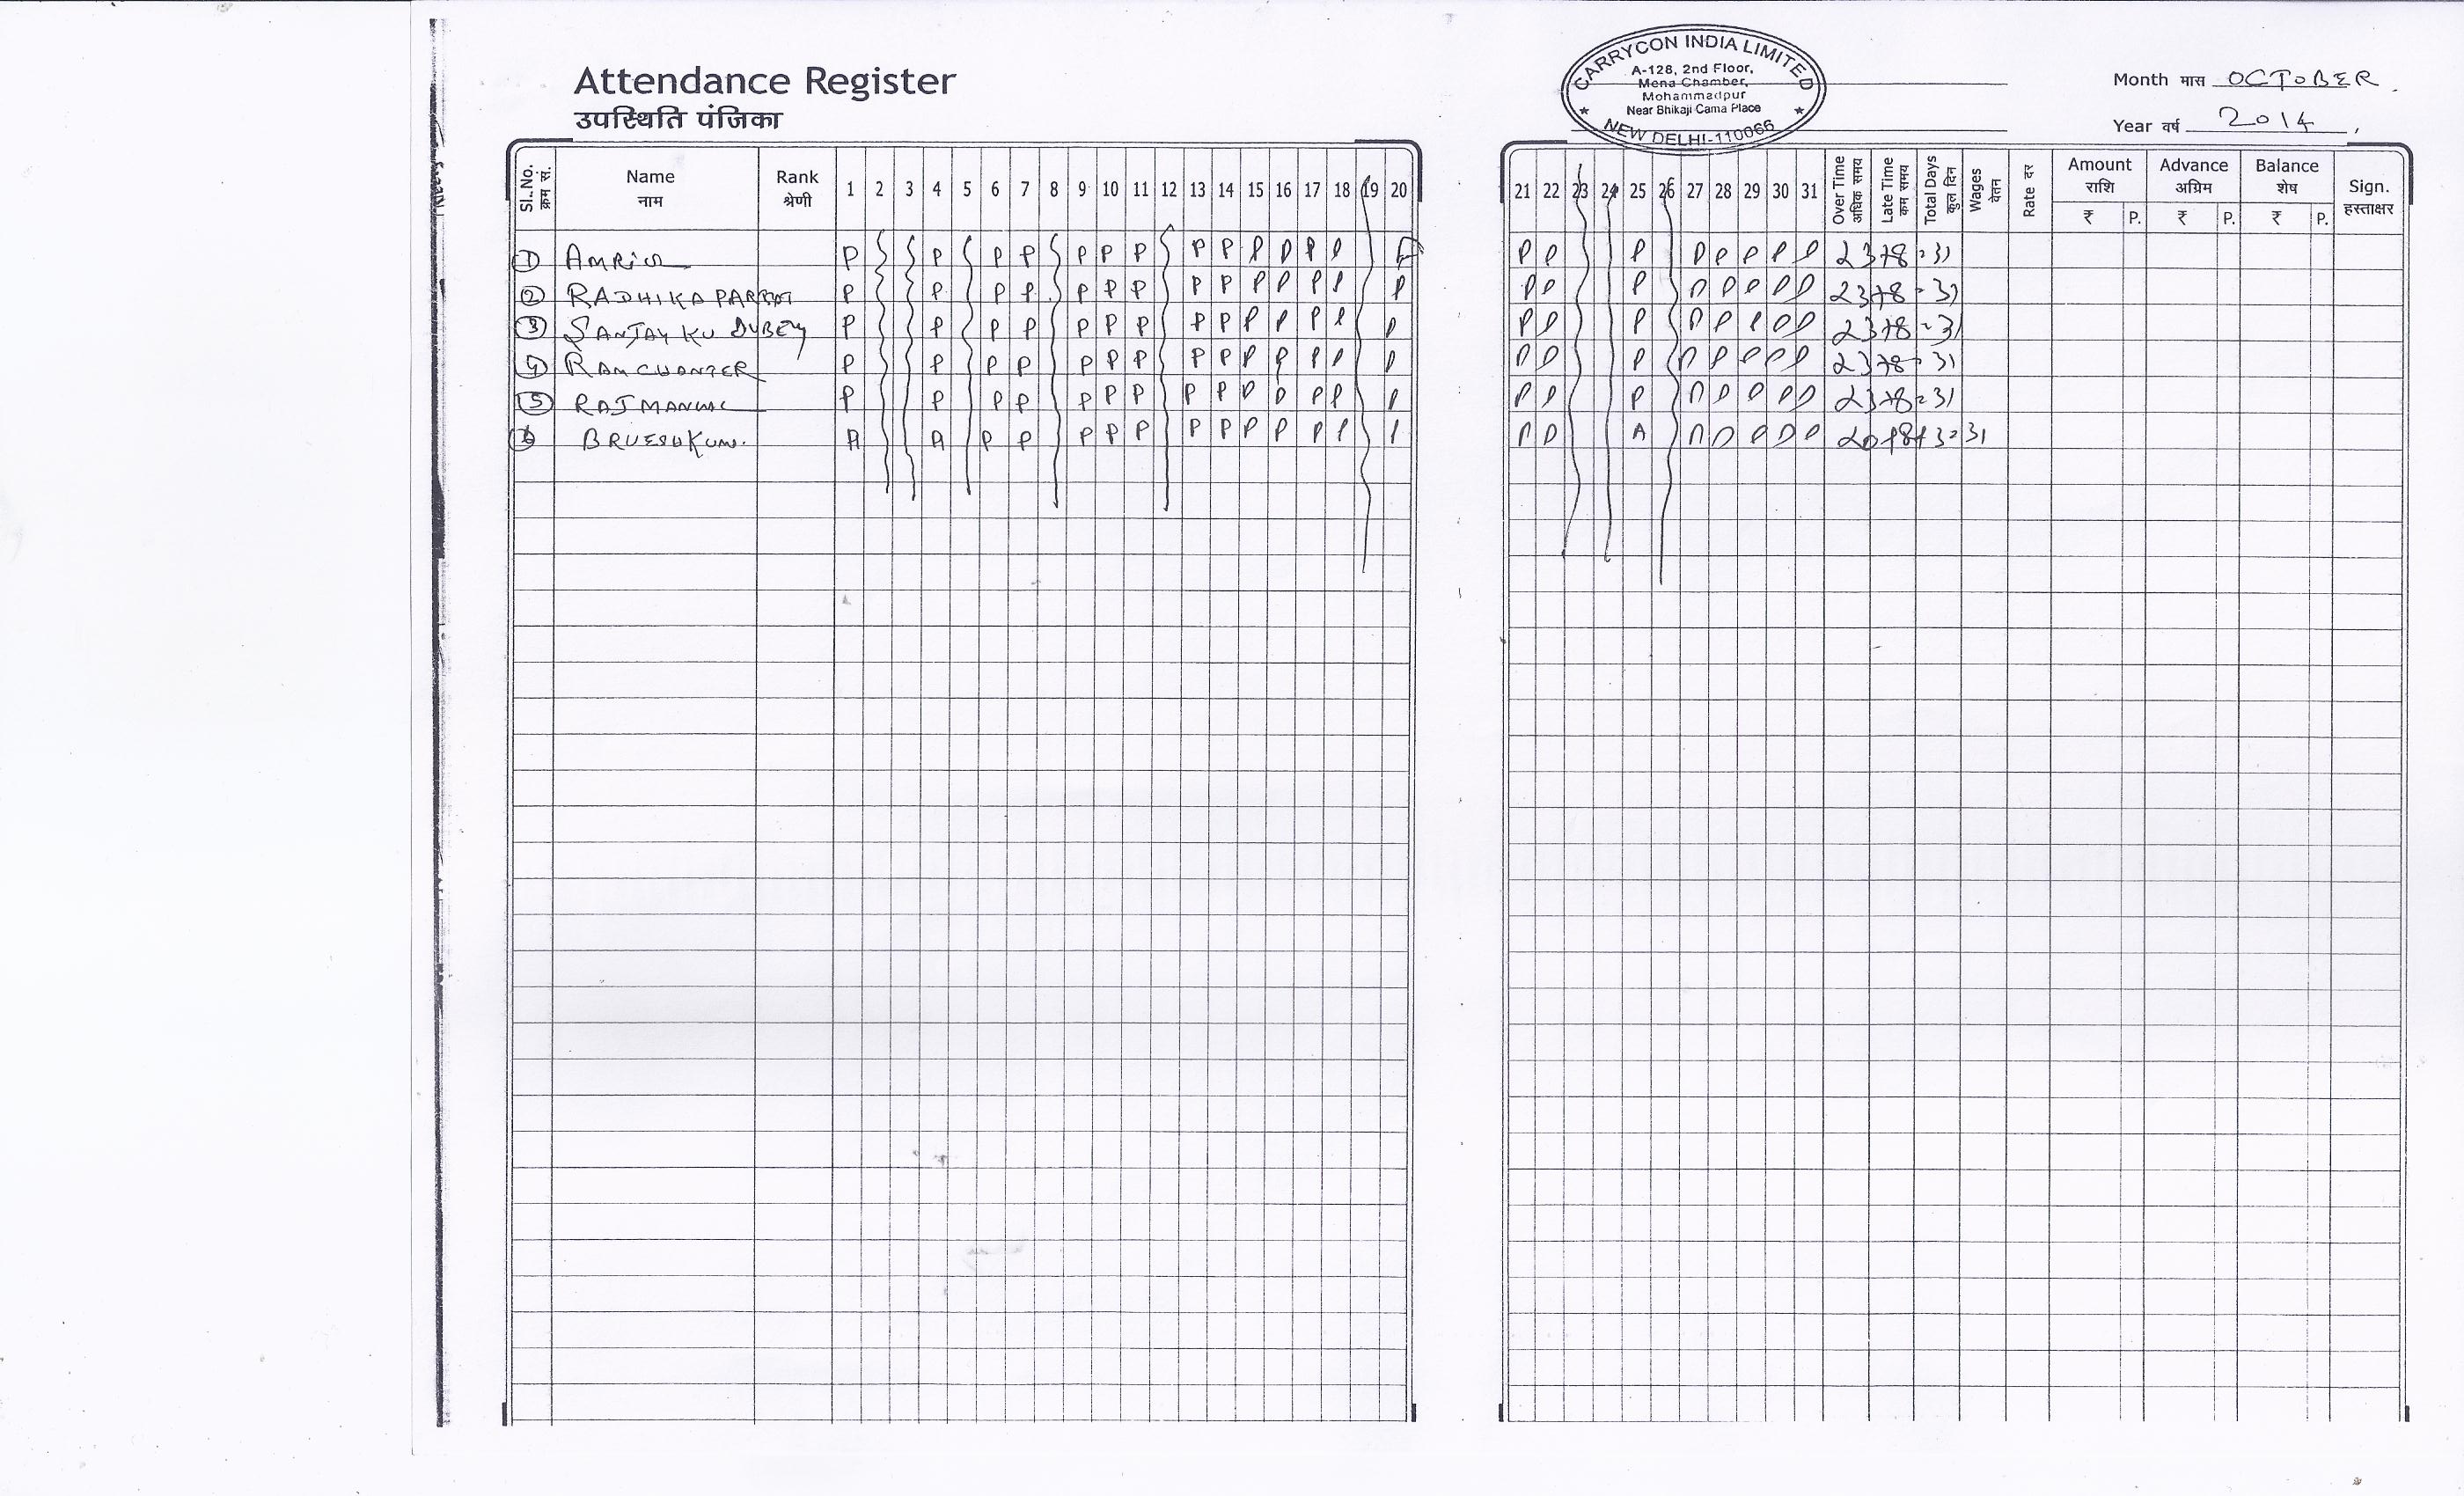 Attendance Register
उपस्थिति पंजिका
CARRYCON INDIA LIMITED
A-128, 2nd Floor,
Mena Chamber,
Mohammadpur
Near Bhikaji Cama Place
★ NEW DELHI-110066 ★
Month मास OCTOBER
Year वर्ष 2014
Sl.No. क्रम स. Name नाम Rank श्रेणी 1 2 3 4 5 6 7 8 9 10 11 12 13 14 15 16 17 18 19 20 21 22 23 24 25 26 27 28 29 30 31 Over Time अधिक समय Late Time कम समय Total Days कुल दिन Wages वेतन Rate दर Amount राशि ₹ P. Advance अग्रिम ₹ P. Balance शेष ₹ P. Sign. हस्ताक्षर
1 P P P P P P P P P P P P P P P P P P P P P P P 23+8=31
2 RADHIKA P P P P P P P P P P P P P P P P P P P P P P P 23+8=31
3 SANJAY KU DUBEY P P P P P P P P P P P P P P P P P P P P P P P 23+8=31
4 RAMCHANDER P P P P P P P P P P P P P P P P P P P P P P P 23+8=31
5 P P P P P P P P P P P P P P P P P P P P P P P 23+8=31
6 A A P P P P P P P P P P P P P P A P P P P P 20+8+3=31